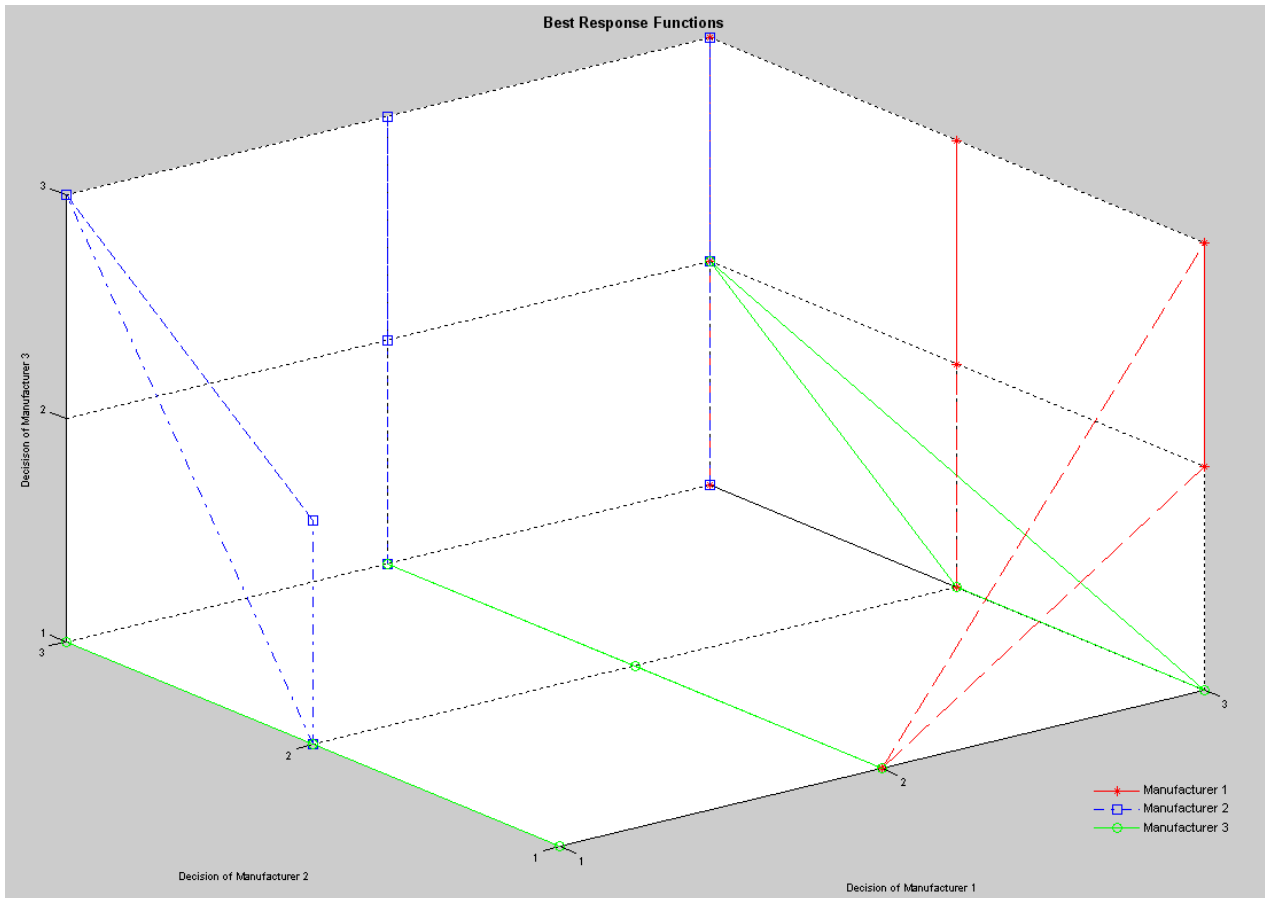 Best Response Functions
3
Decisison of Manufacturer 3
2
1
3
2
1
1
2
3
Manufacturer 1
Manufacturer 2
Manufacturer 3
Decision of Manufacturer 2
Decision of Manufacturer 1